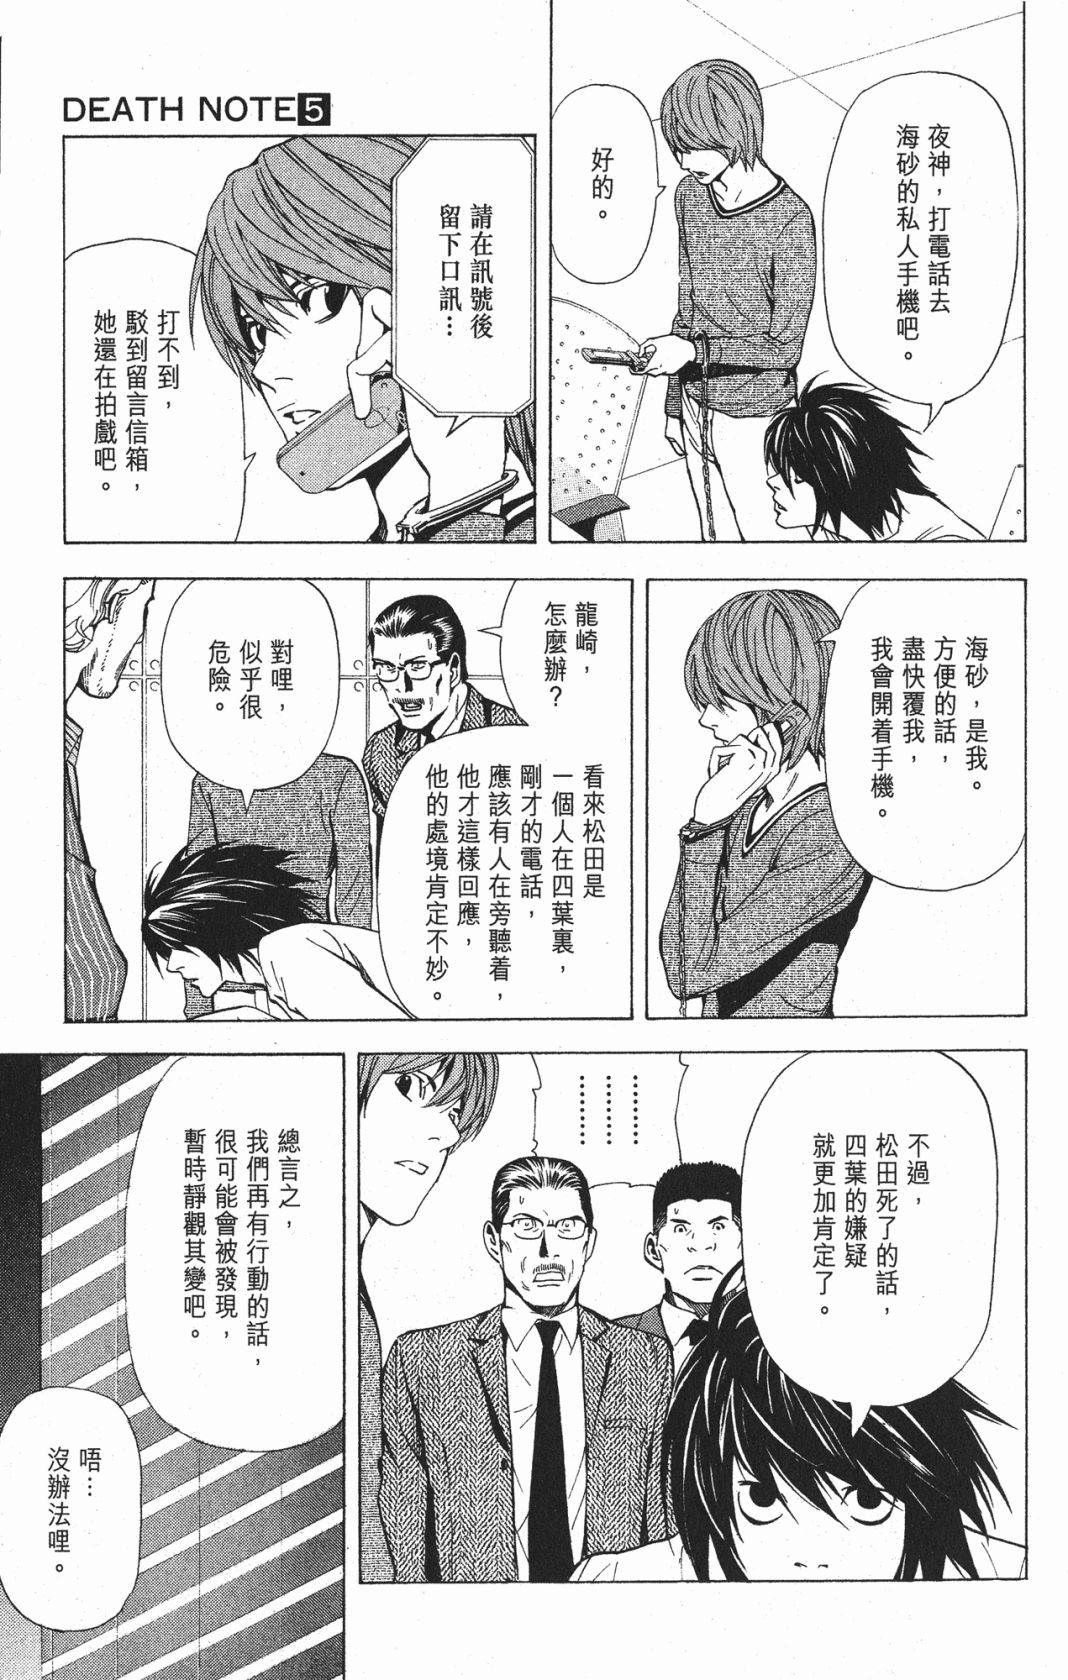 DEATH NOTE 5
夜神，打電話去
海砂的私人手機吧。
好的。
請在訊號後
留下口訊…
打不到，
駁到留言信箱，
她還在拍戲吧。
海砂，是我。
方便的話，
盡快覆我，
我會開着手機。
龍崎，
怎麼辦？
看來松田是
一個人在四葉裏，
剛才的電話，
應該有人在旁聽着，
他才這樣回應，
他的處境肯定不妙。
對哩，
似乎很
危險。
不過，
松田死了的話，
四葉的嫌疑
就更加肯定了。
………
………
………
總言之，
我們再有行動的話，
很可能會被發現，
暫時靜觀其變吧。
唔…
沒辦法哩。